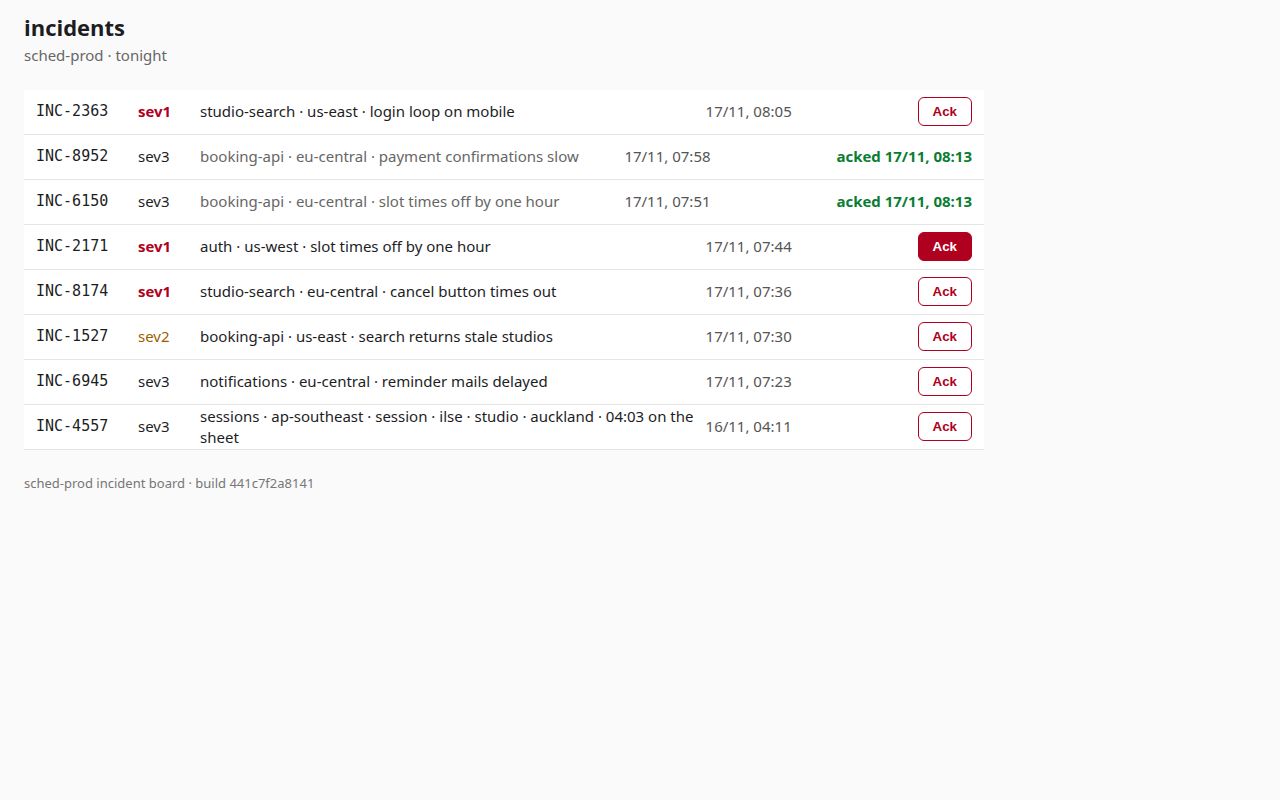 incidents
sched-prod · tonight
INC-2363 sev1 studio-search · us-east · login loop on mobile 17/11, 08:05 Ack
INC-8952 sev3 booking-api · eu-central · payment confirmations slow 17/11, 07:58 acked 17/11, 08:13
INC-6150 sev3 booking-api · eu-central · slot times off by one hour 17/11, 07:51 acked 17/11, 08:13
INC-2171 sev1 auth · us-west · slot times off by one hour 17/11, 07:44 Ack
INC-8174 sev1 studio-search · eu-central · cancel button times out 17/11, 07:36 Ack
INC-1527 sev2 booking-api · us-east · search returns stale studios 17/11, 07:30 Ack
INC-6945 sev3 notifications · eu-central · reminder mails delayed 17/11, 07:23 Ack
INC-4557 sev3 sessions · ap-southeast · session · ilse · studio · auckland · 04:03 on the 16/11, 04:11 Ack
sheet
sched-prod incident board · build 441c7f2a8141